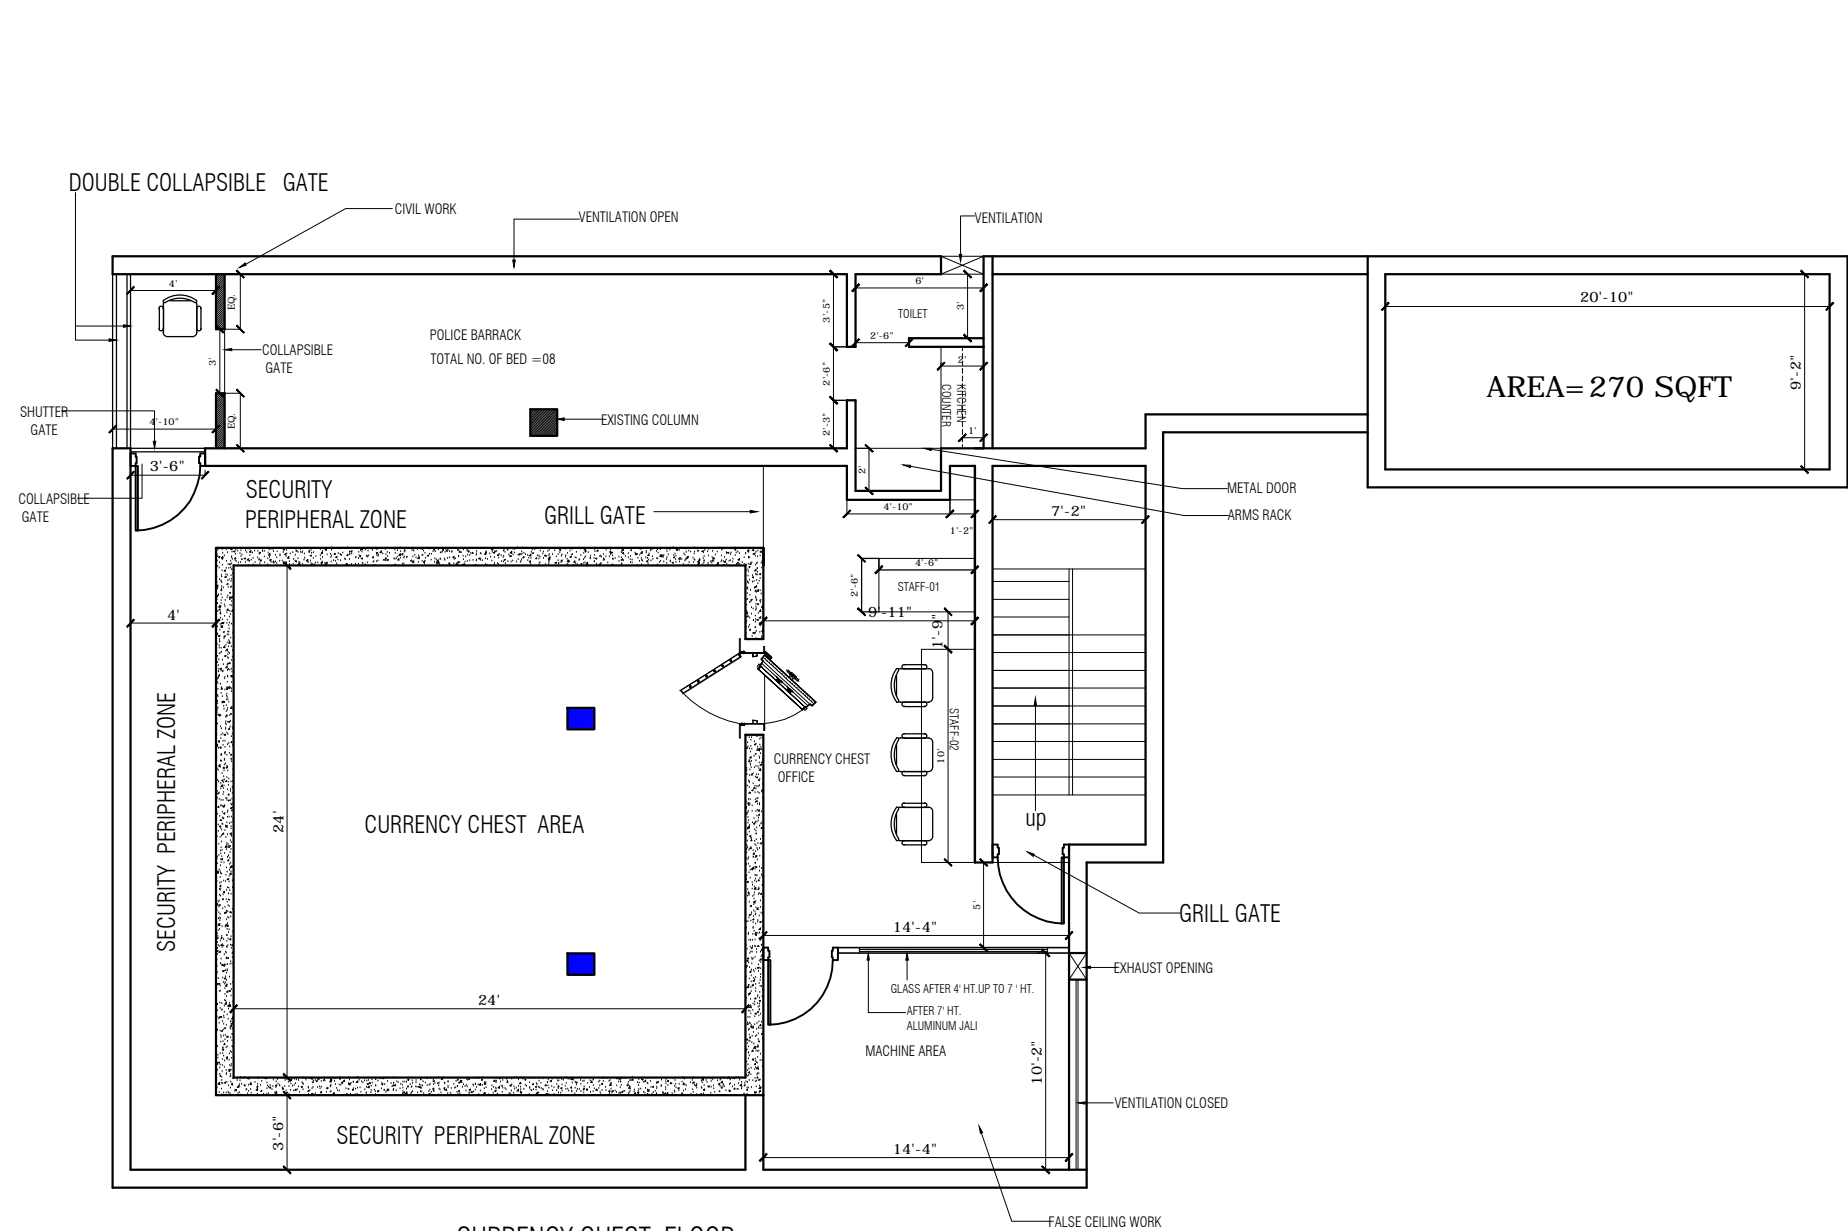 DOUBLE COLLAPSIBLE GATE
CIVIL WORK
VENTILATION OPEN
VENTILATION
4'
EQ.
3'
EQ.
4'-10"
COLLAPSIBLE
GATE
POLICE BARRACK
TOTAL NO. OF BED =08
EXISTING COLUMN
3'-5"
2'-6"
2'-3"
6'
3'
TOILET
2'-6"
2'
KITCHEN
COUNTER
1'
2'
20'-10"
9'-2"
AREA=270 SQFT
SHUTTER
GATE
3'-6"
COLLAPSIBLE
GATE
SECURITY
PERIPHERAL ZONE
GRILL GATE
4'-10"
1'-2"
METAL DOOR
ARMS RACK
7'-2"
4'-6"
2'-6"
STAFF-01
9'-11"
1'-9"
4'
24'
SECURITY PERIPHERAL ZONE
CURRENCY CHEST AREA
24'
CURRENCY CHEST
OFFICE
STAFF-02
10'
up
5'
GRILL GATE
14'-4"
EXHAUST OPENING
GLASS AFTER 4' HT.UP TO 7 ' HT.
AFTER 7' HT.
ALUMINUM JALI
MACHINE AREA
10'-2"
VENTILATION CLOSED
3'-6"
SECURITY PERIPHERAL ZONE
14'-4"
FALSE CEILING WORK
CURRENCY CHEST FLOOR